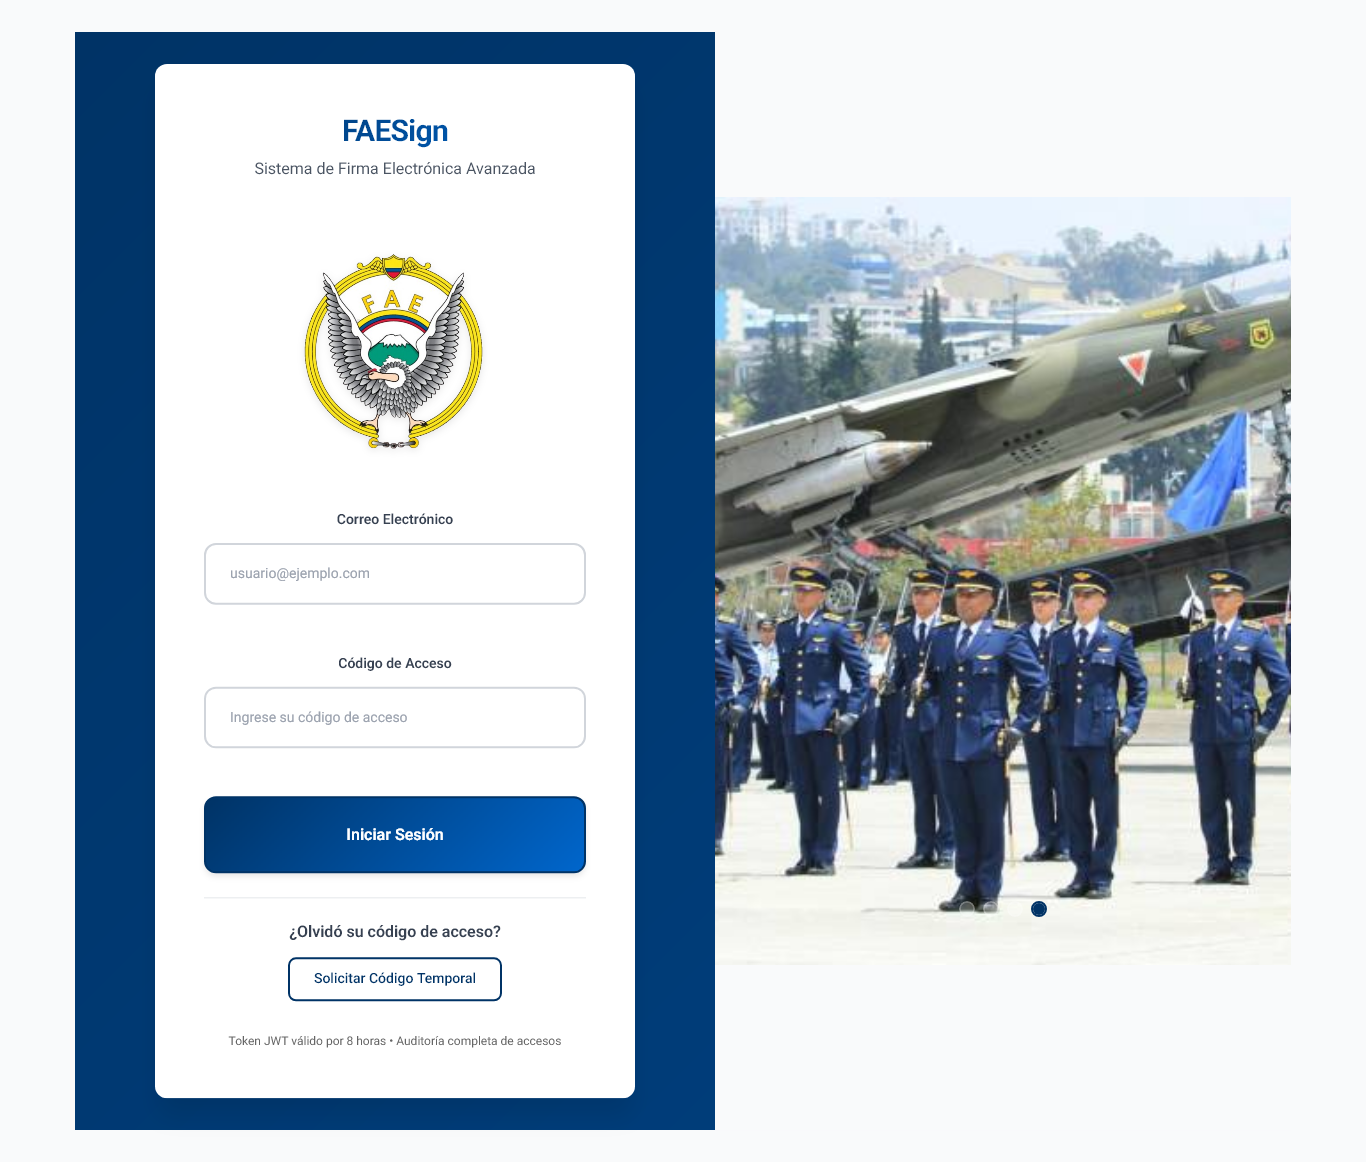 FAESign
Sistema de Firma Electrónica Avanzada
FAE
Correo Electrónico
usuario@ejemplo.com
Código de Acceso
Ingrese su código de acceso
Iniciar Sesión
¿Olvidó su código de acceso?
Solicitar Código Temporal
Token JWT válido por 8 horas • Auditoría completa de accesos